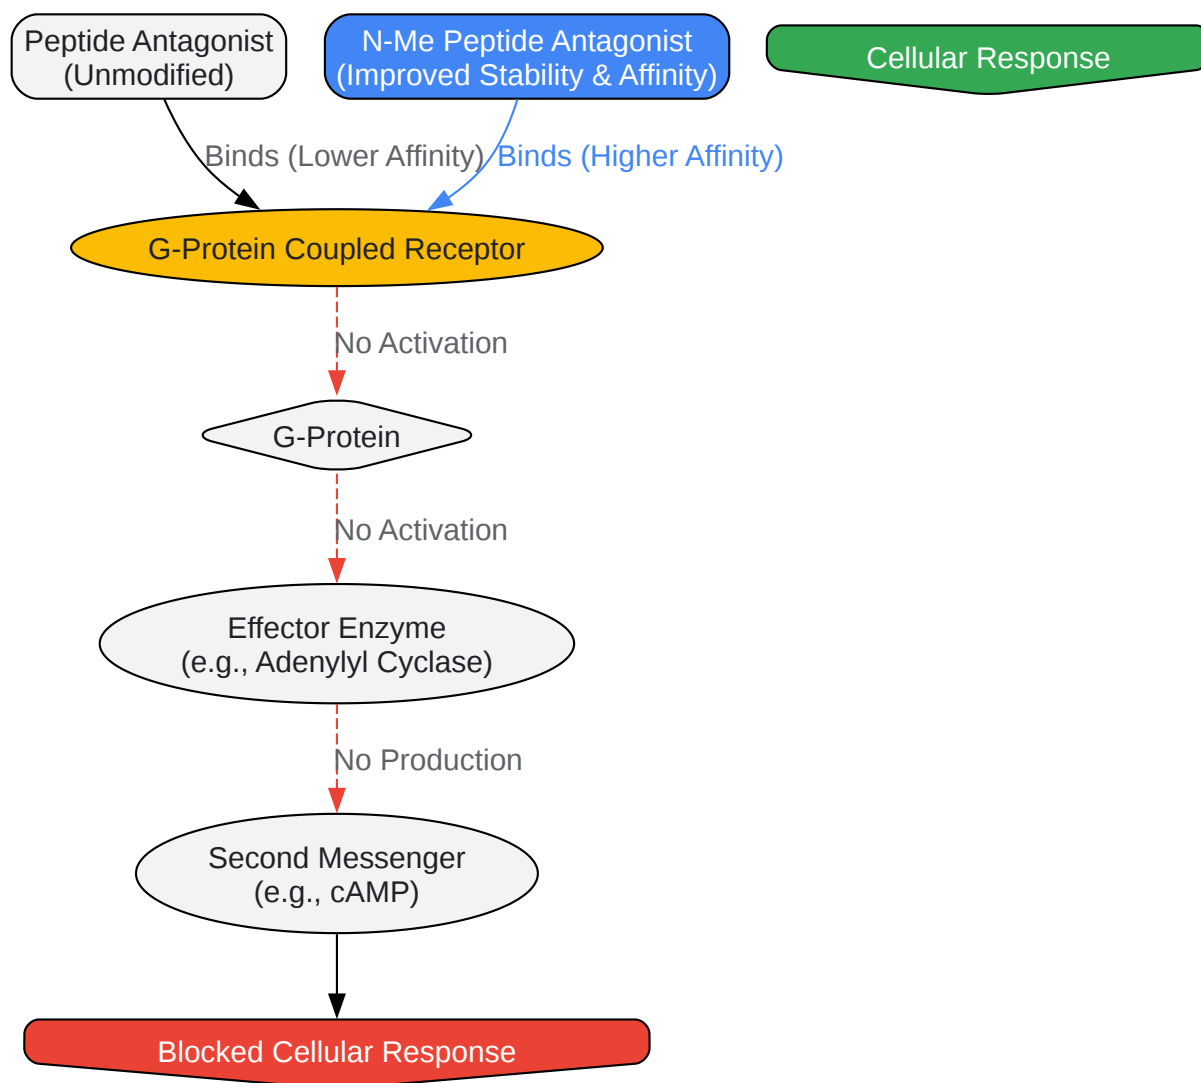 Peptide Antagonist
(Unmodified)
N-Me Peptide Antagonist
(Improved Stability & Affinity)
Cellular Response
Binds (Lower Affinity)
Binds (Higher Affinity)
G-Protein Coupled Receptor
No Activation
G-Protein
No Activation
Effector Enzyme
(e.g., Adenylyl Cyclase)
No Production
Second Messenger
(e.g., cAMP)
Blocked Cellular Response